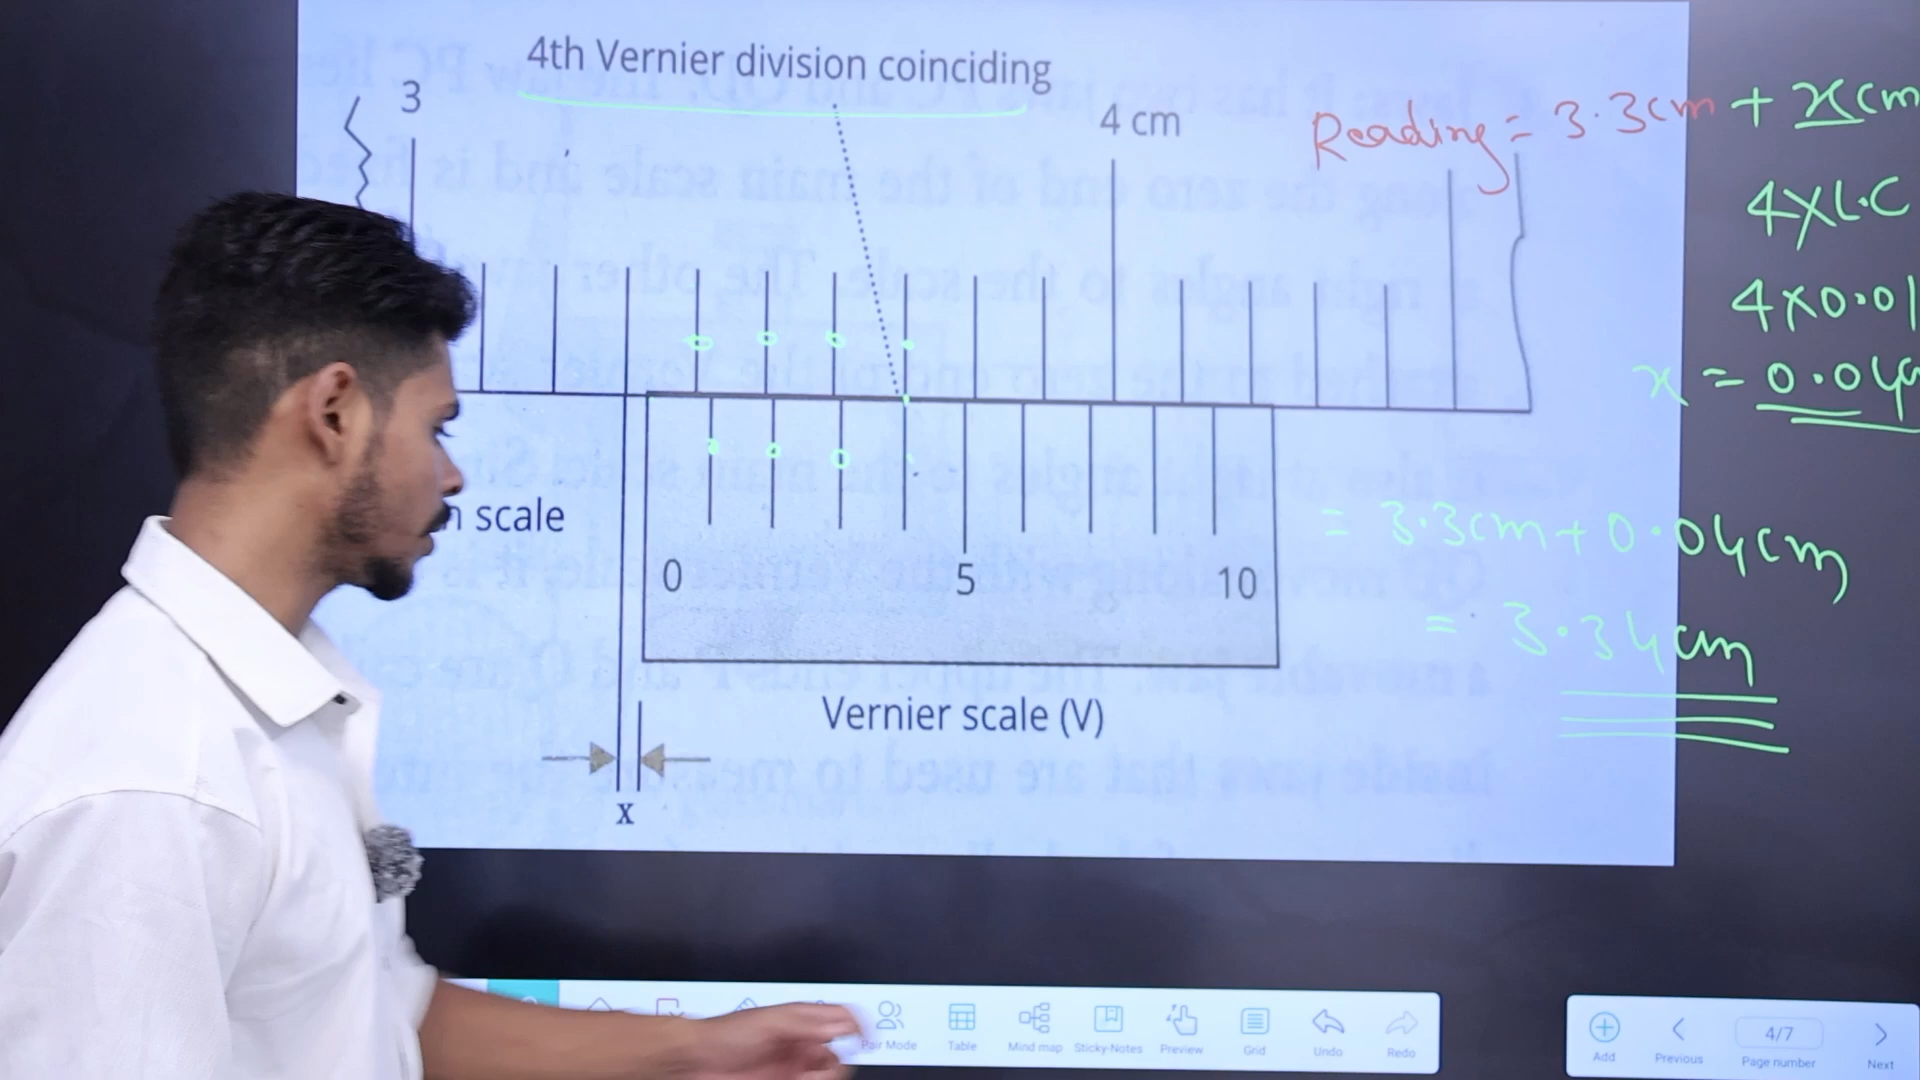 4th Vernier division coinciding
3
4 cm
Reading = 3.3cm + xcm
4×L.C
4×0.01
x = 0.04
scale
= 3.3cm + 0.04cm
= 3.34cm
0 5 10
Vernier scale (V)
x
Pair Mode Table Mind map Sticky-Notes Preview Grid Undo Redo
Add Previous 4/7 Page number Next